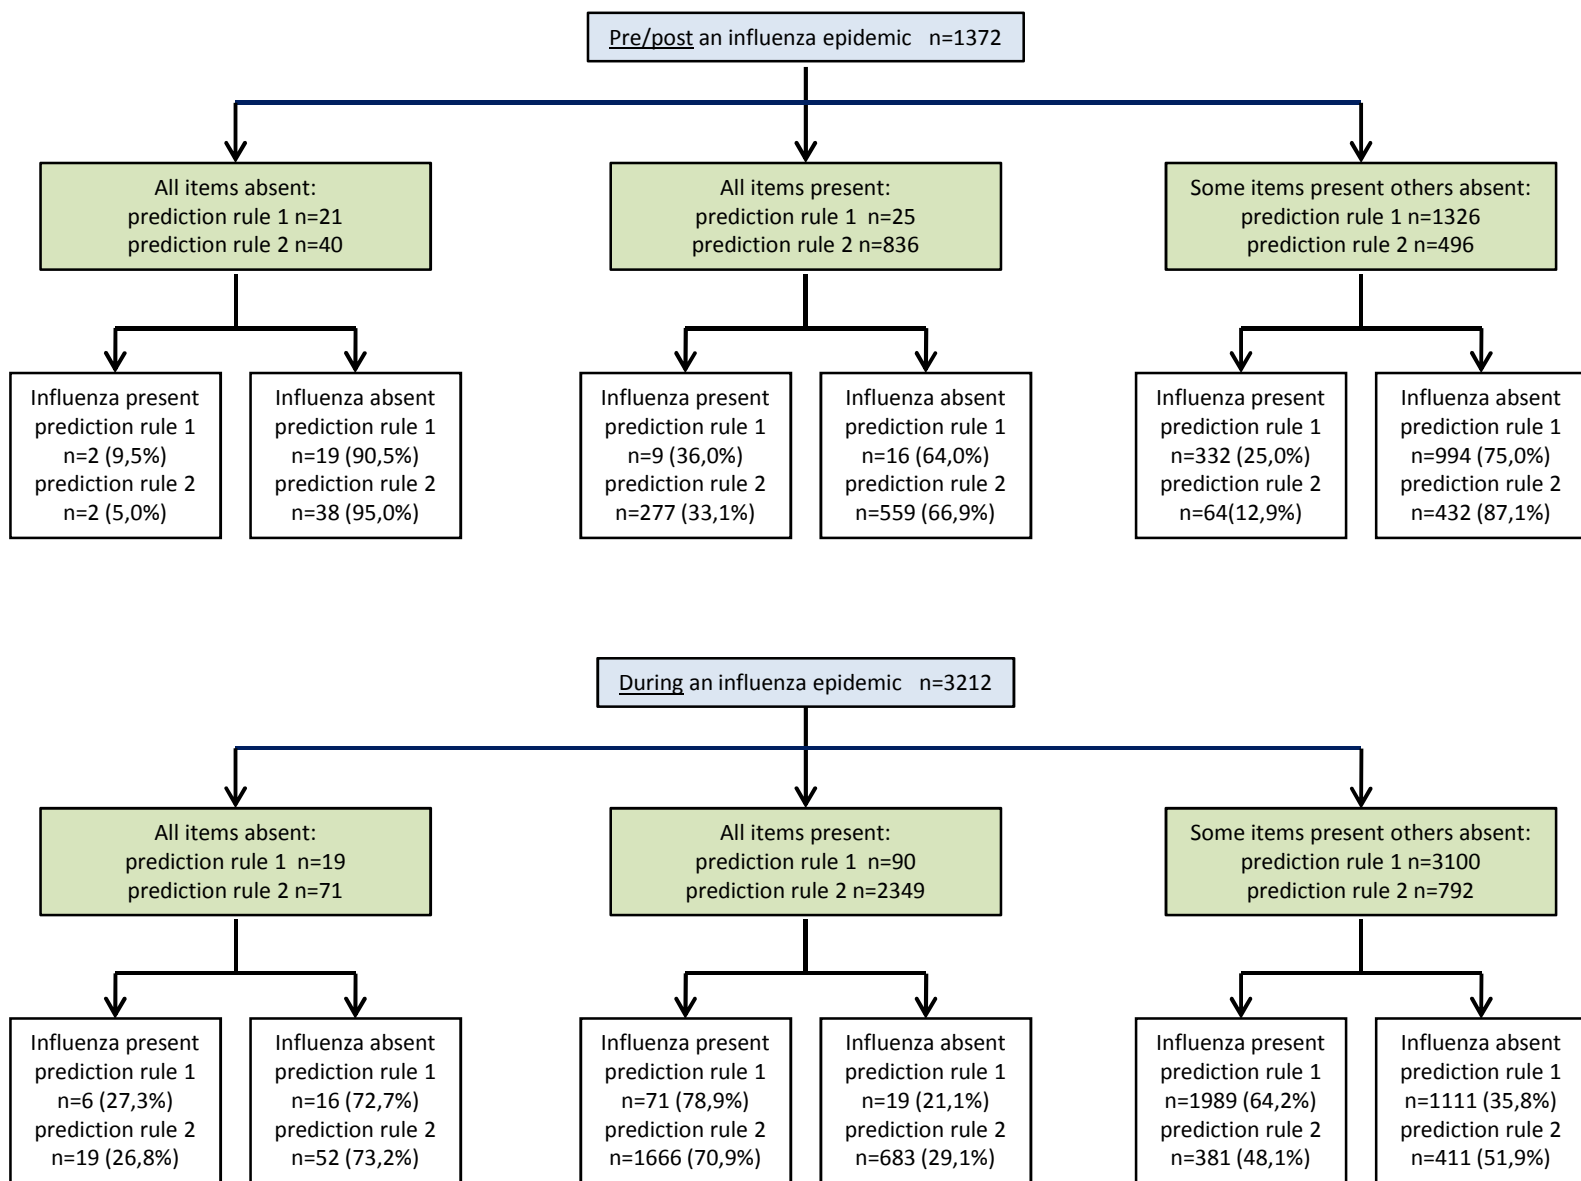 Pre/post an influenza epidemic n=1372
All items absent:
prediction rule 1 n=21
prediction rule 2 n=40
All items present:
prediction rule 1 n=25
prediction rule 2 n=836
Some items present others absent:
prediction rule 1 n=1326
prediction rule 2 n=496
Influenza present
prediction rule 1
n=2 (9,5%)
prediction rule 2
n=2 (5,0%)
Influenza absent
prediction rule 1
n=19 (90,5%)
prediction rule 2
n=38 (95,0%)
Influenza present
prediction rule 1
n=9 (36,0%)
prediction rule 2
n=277 (33,1%)
Influenza absent
prediction rule 1
n=16 (64,0%)
prediction rule 2
n=559 (66,9%)
Influenza present
prediction rule 1
n=332 (25,0%)
prediction rule 2
n=64(12,9%)
Influenza absent
prediction rule 1
n=994 (75,0%)
prediction rule 2
n=432 (87,1%)
During an influenza epidemic n=3212
All items absent:
prediction rule 1 n=19
prediction rule 2 n=71
All items present:
prediction rule 1 n=90
prediction rule 2 n=2349
Some items present others absent:
prediction rule 1 n=3100
prediction rule 2 n=792
Influenza present
prediction rule 1
n=6 (27,3%)
prediction rule 2
n=19 (26,8%)
Influenza absent
prediction rule 1
n=16 (72,7%)
prediction rule 2
n=52 (73,2%)
Influenza present
prediction rule 1
n=71 (78,9%)
prediction rule 2
n=1666 (70,9%)
Influenza absent
prediction rule 1
n=19 (21,1%)
prediction rule 2
n=683 (29,1%)
Influenza present
prediction rule 1
n=1989 (64,2%)
prediction rule 2
n=381 (48,1%)
Influenza absent
prediction rule 1
n=1111 (35,8%)
prediction rule 2
n=411 (51,9%)